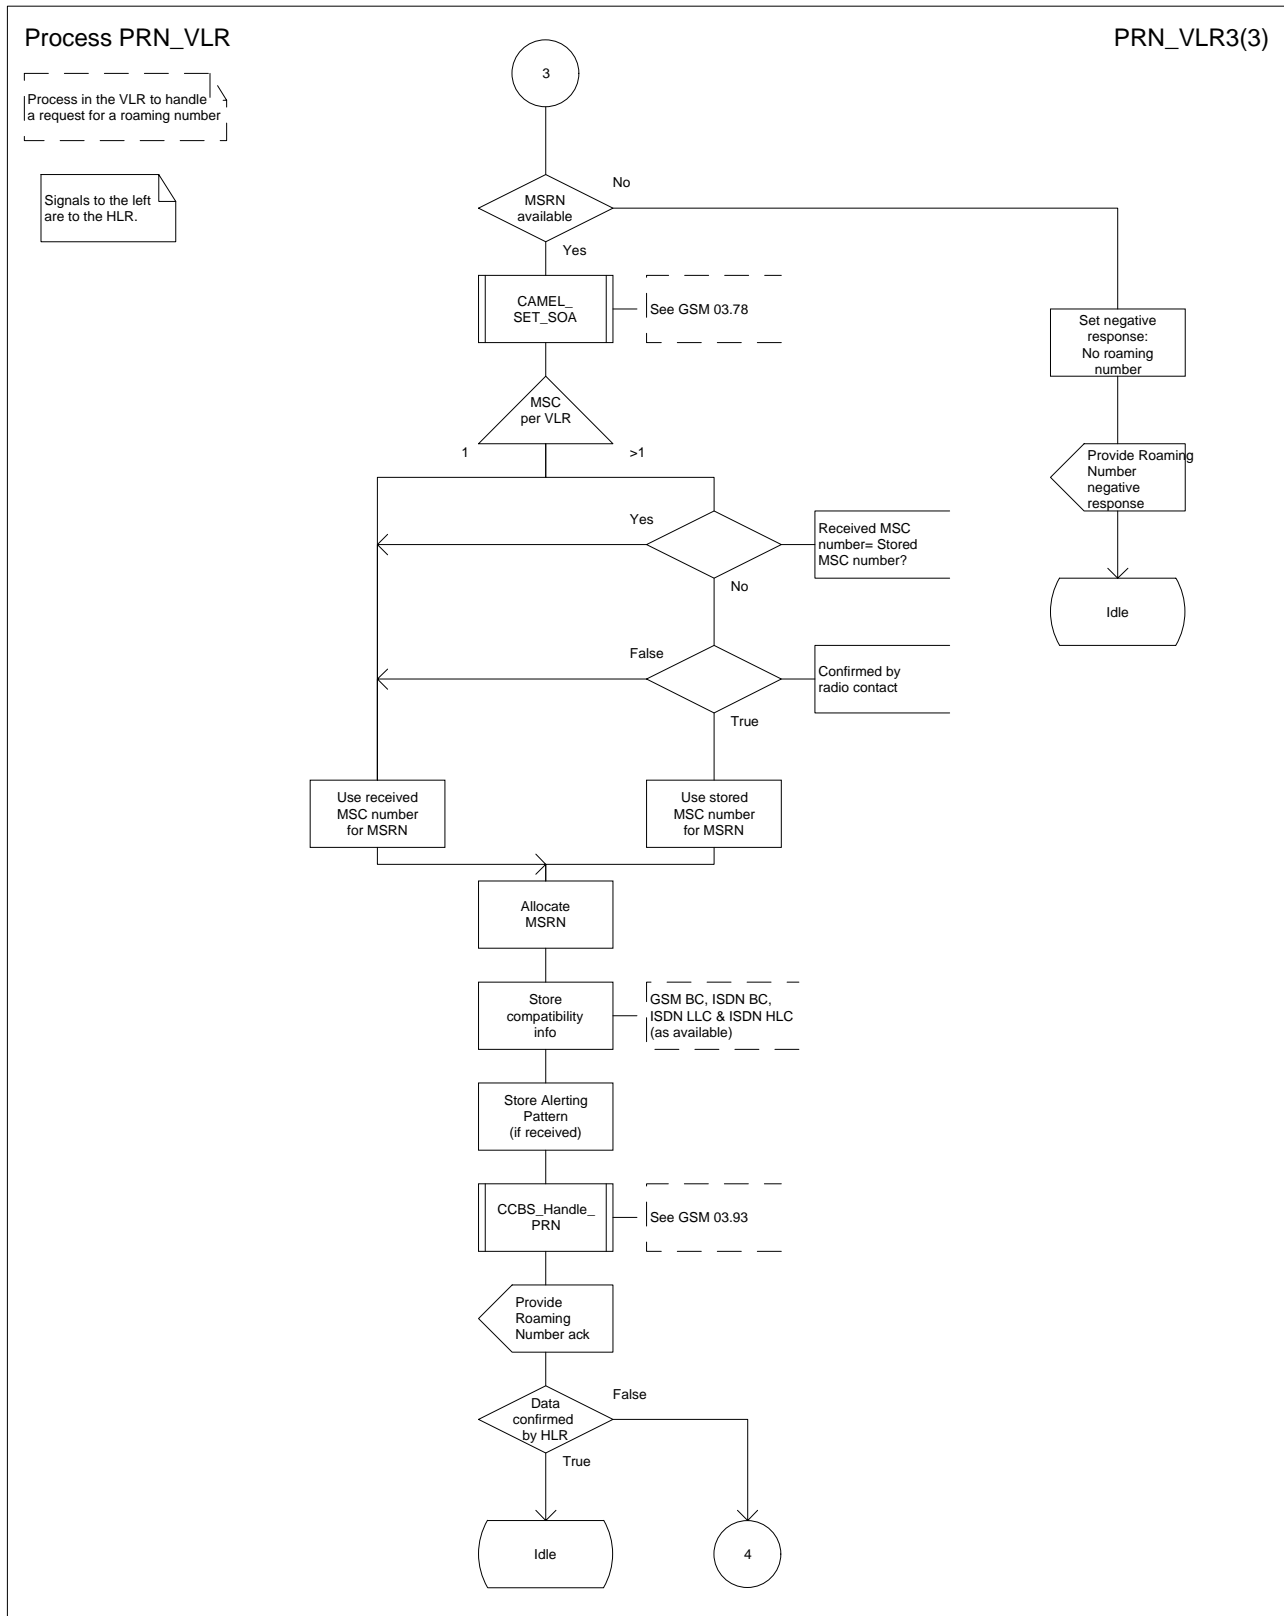 Process PRN_VLR
PRN_VLR3(3)
Process in the VLR to handle
a request for a roaming number
Signals to the left
are to the HLR.
3
MSRN
available
No
Yes
CAMEL_
SET_SOA
See GSM 03.78
Set negative
response:
No roaming
number
MSC
per VLR
1
>1
Provide Roaming
Number
negative
response
Yes
Received MSC
number= Stored
MSC number?
No
Idle
False
Confirmed by
radio contact
True
Use received
MSC number
for MSRN
Use stored
MSC number
for MSRN
Allocate
MSRN
Store
compatibility
info
GSM BC, ISDN BC,
ISDN LLC & ISDN HLC
(as available)
Store Alerting
Pattern
(if received)
CCBS_Handle_
PRN
See GSM 03.93
Provide
Roaming
Number ack
Data
confirmed
by HLR
False
True
Idle
4